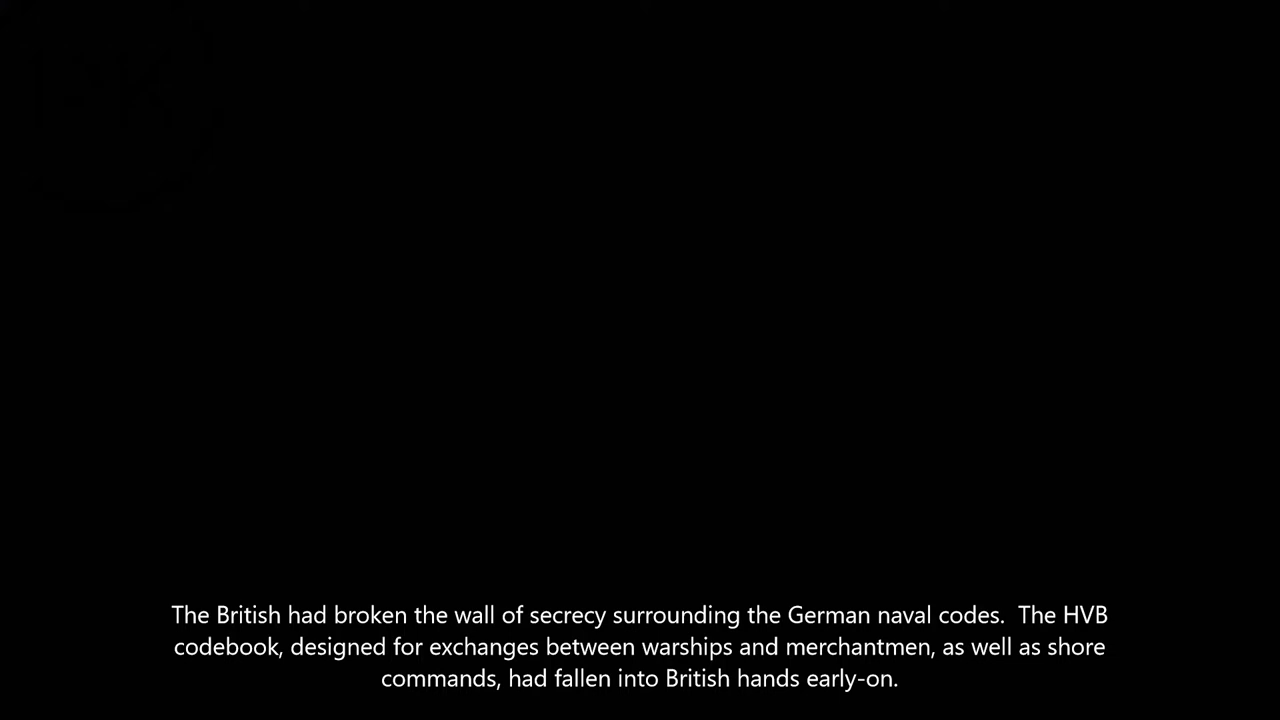 The British had broken the wall of secrecy surrounding the German naval codes.  The HVB
codebook, designed for exchanges between warships and merchantmen, as well as shore
commands, had fallen into British hands early-on.